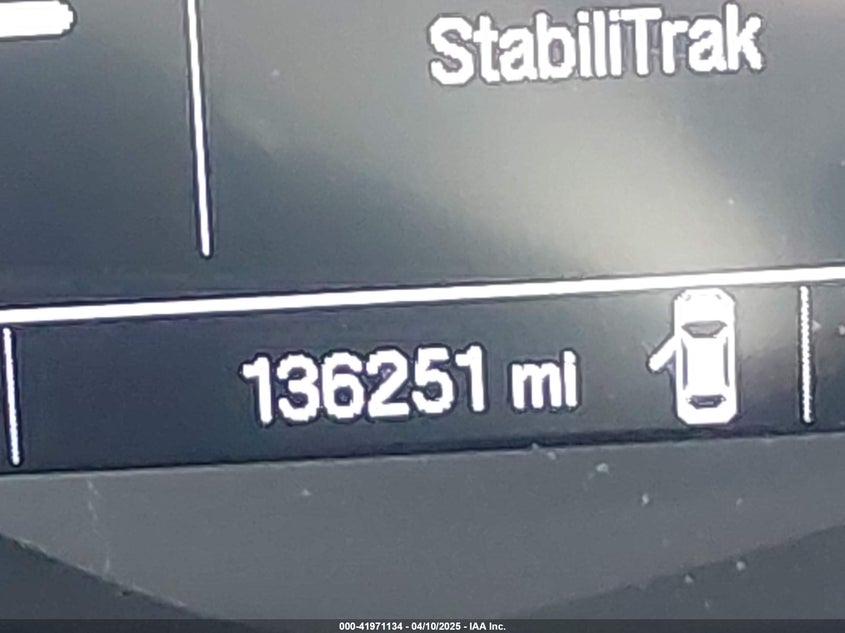 StabiliTrak
136251 mi
000-41971134 - 04/10/2025 - IAA Inc.